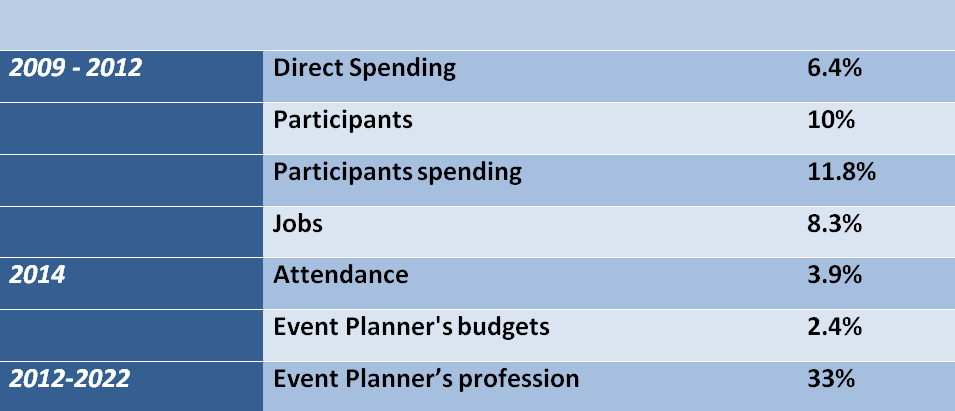 2009 - 2012 Direct Spending 6.4%
Participants 10%
Participants spending 11.8%
Jobs 8.3%
2014 Attendance 3.9%
Event Planner's budgets 2.4%
2012-2022 Event Planner’s profession 33%